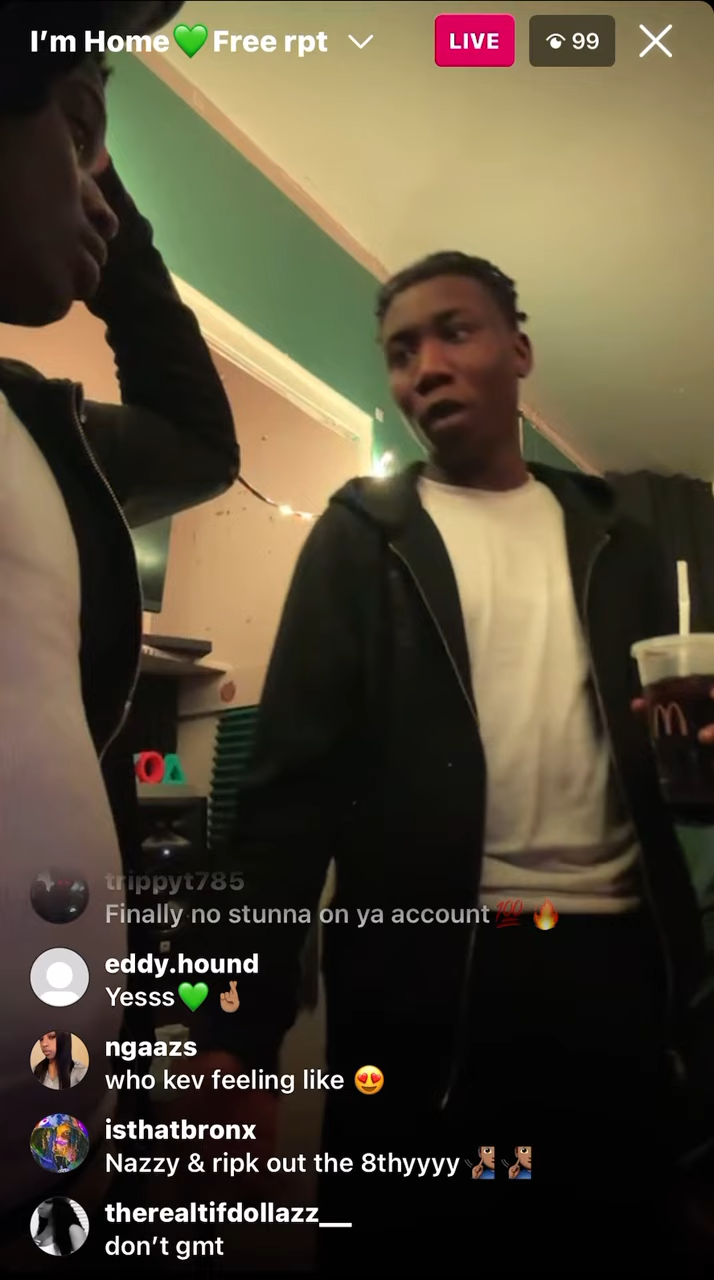 I'm Home💚Free rpt
LIVE
99
OA
trippyt785
Finally no stunna on ya account💯🔥
eddy.hound
Yesss💚🤞🏽
ngaazs
who kev feeling like 😍
isthatbronx
Nazzy & ripk out the 8thyyyy🧏🏽‍♂️🧏🏽‍♂️
therealtifdollazz__
don't gmt